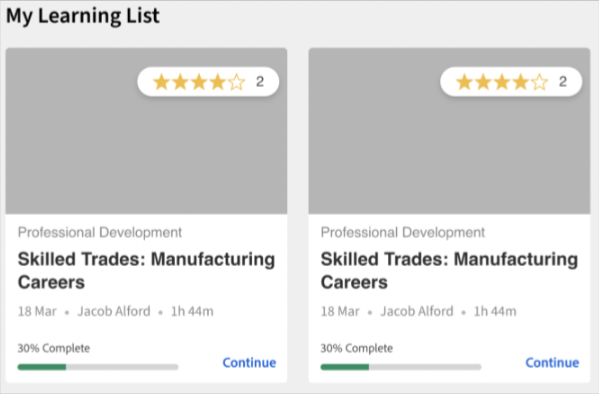 My Learning List
2
Professional Development
Skilled Trades: Manufacturing
Careers
18 Mar • Jacob Alford • 1h 44m
30% Complete
Continue
2
Professional Development
Skilled Trades: Manufacturing
Careers
18 Mar • Jacob Alford • 1h 44m
30% Complete
Continue